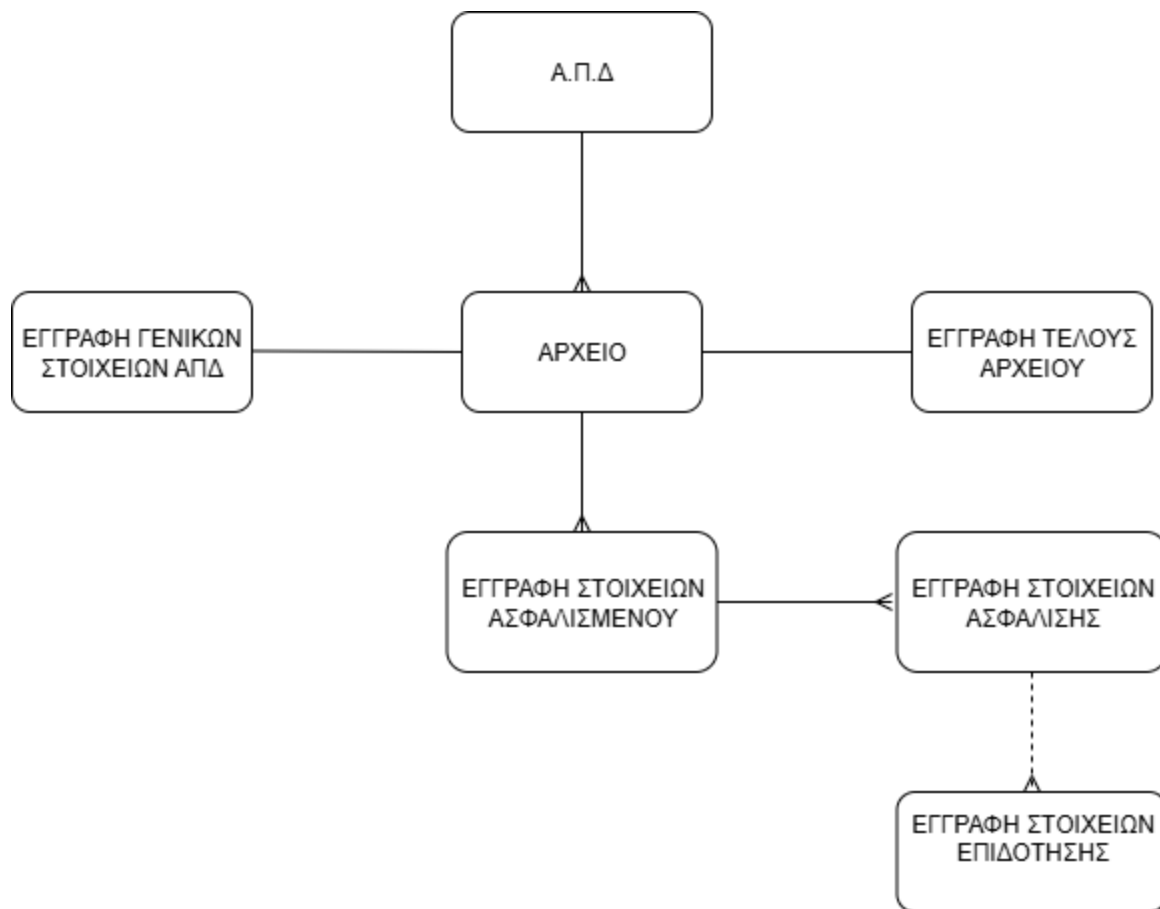 Α.Π.Δ
ΕΓΓΡΑΦΗ ΓΕΝΙΚΩΝ
ΣΤΟΙΧΕΙΩΝ ΑΠΔ
ΑΡΧΕΙΟ
ΕΓΓΡΑΦΗ ΤΕΛΟΥΣ
ΑΡΧΕΙΟΥ
ΕΓΓΡΑΦΗ ΣΤΟΙΧΕΙΩΝ
ΑΣΦΑΛΙΣΜΕΝΟΥ
ΕΓΓΡΑΦΗ ΣΤΟΙΧΕΙΩΝ
ΑΣΦΑΛΙΣΗΣ
ΕΓΓΡΑΦΗ ΣΤΟΙΧΕΙΩΝ
ΕΠΙΔΟΤΗΣΗΣ